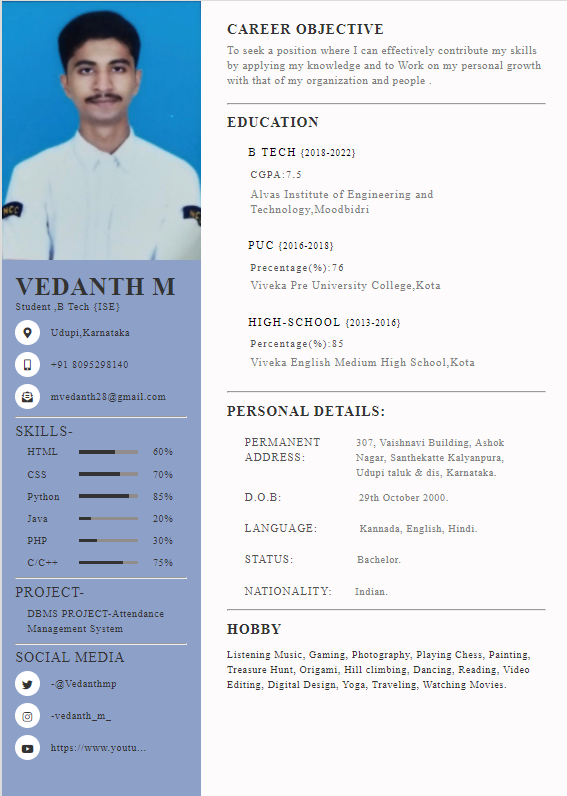 NCC
NCC
VEDANTH M
Student ,B Tech {ISE}
Udupi,Karnataka
+91 8095298140
mvedanth28@gmail.com
SKILLS-
HTML 60%
CSS 70%
Python 85%
Java 20%
PHP 30%
C/C++ 75%
PROJECT-
DBMS PROJECT-Attendance
Management System
SOCIAL MEDIA
-@Vedanthmp
-vedanth_m_
https://www.youtu...
CAREER OBJECTIVE
To seek a position where I can effectively contribute my skills
by applying my knowledge and to Work on my personal growth
with that of my organization and people .
EDUCATION
B TECH {2018-2022}
CGPA:7.5
Alvas Institute of Engineering and
Technology,Moodbidri
PUC {2016-2018}
Precentage(%):76
Viveka Pre University College,Kota
HIGH-SCHOOL {2013-2016}
Percentage(%):85
Viveka English Medium High School,Kota
PERSONAL DETAILS:
PERMANENT ADDRESS: 307, Vaishnavi Building, Ashok
Nagar, Santhekatte Kalyanpura,
Udupi taluk & dis, Karnataka.
D.O.B: 29th October 2000.
LANGUAGE: Kannada, English, Hindi.
STATUS: Bachelor.
NATIONALITY: Indian.
HOBBY
Listening Music, Gaming, Photography, Playing Chess, Painting,
Treasure Hunt, Origami, Hill climbing, Dancing, Reading, Video
Editing, Digital Design, Yoga, Traveling, Watching Movies.